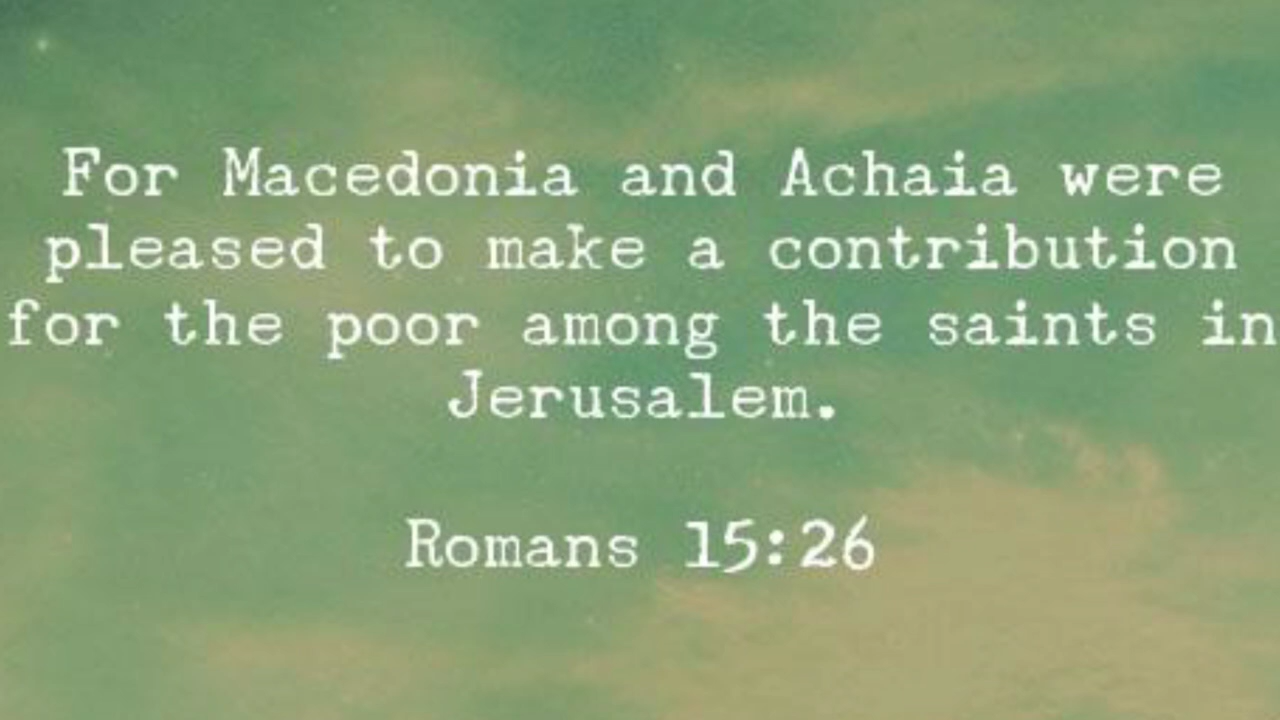 For Macedonia and Achaia were
pleased to make a contribution
for the poor among the saints in
Jerusalem.
Romans 15:26